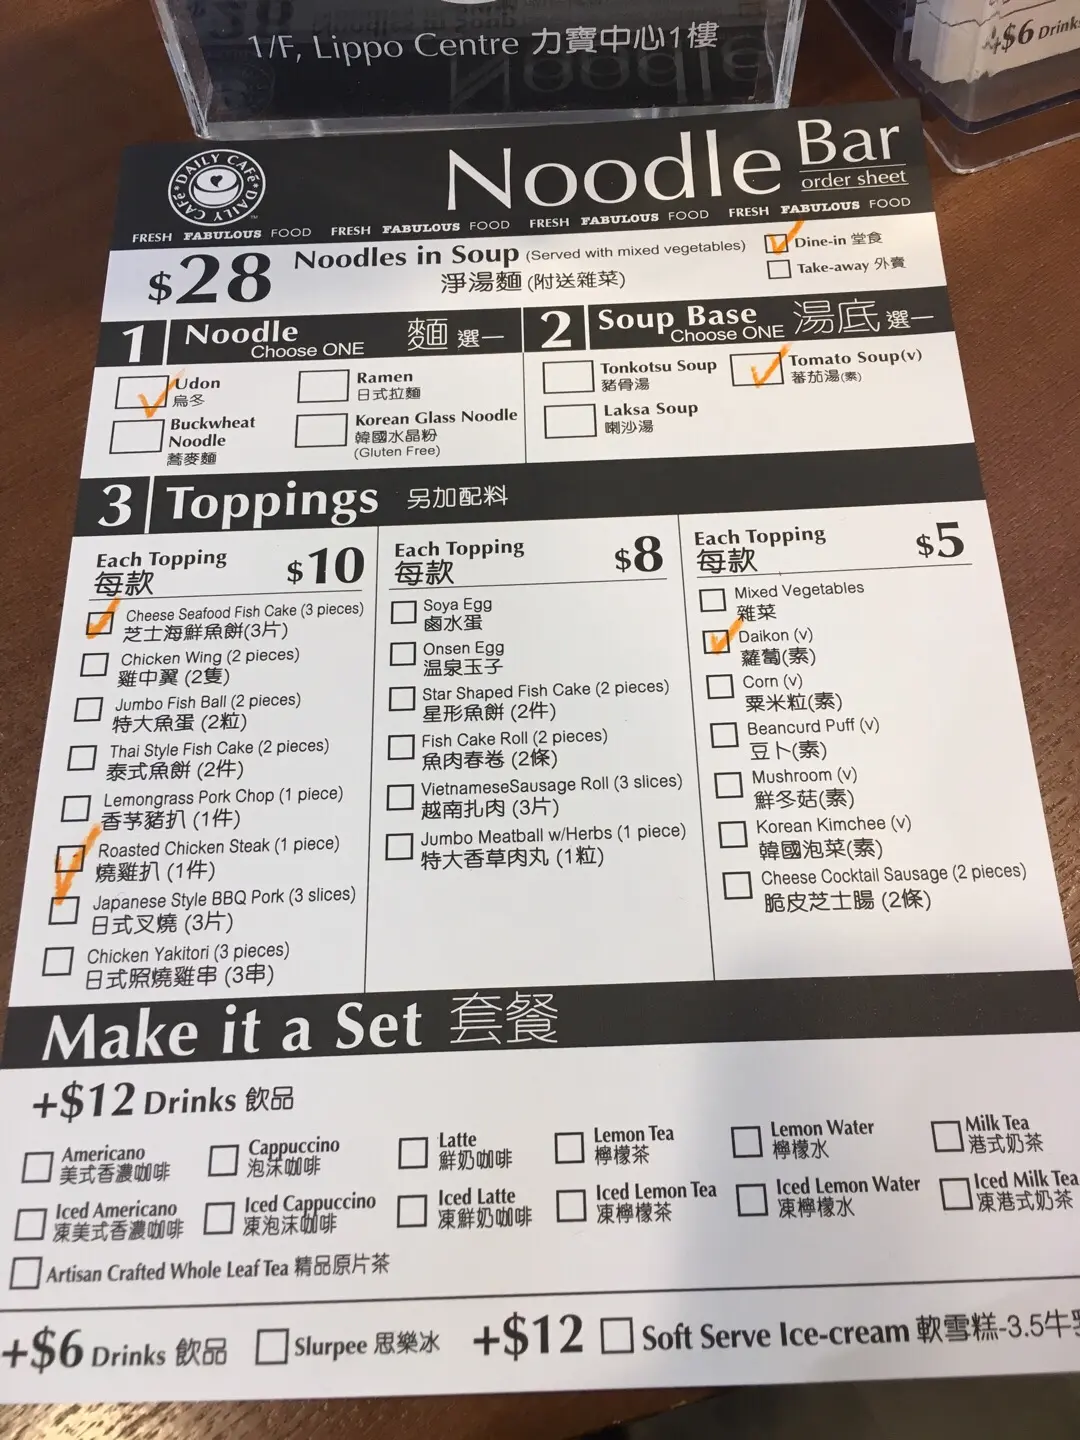 1/F, Lippo Centre 力寶中心1樓
+$6 Drink
DAILY CAFé DAILY CAFé
Noodle Bar
order sheet
FRESH FABULOUS FOOD FRESH FABULOUS FOOD FRESH FABULOUS FOOD FRESH FABULOUS FOOD
$28 Noodles in Soup (Served with mixed vegetables)
淨湯麵 (附送雜菜)
Dine-in 堂食
Take-away 外賣
1 Noodle 麵 選一
Choose ONE
Udon
烏冬
Ramen
日式拉麵
Buckwheat
Noodle
蕎麥麵
Korean Glass Noodle
韓國水晶粉
(Gluten Free)
2 Soup Base 湯底 選一
Choose ONE
Tonkotsu Soup
豬骨湯
Tomato Soup(v)
蕃茄湯(素)
Laksa Soup
喇沙湯
3 Toppings 另加配料
Each Topping $10
每款
Cheese Seafood Fish Cake (3 pieces)
芝士海鮮魚餅(3片)
Chicken Wing (2 pieces)
雞中翼 (2隻)
Jumbo Fish Ball (2 pieces)
特大魚蛋 (2粒)
Thai Style Fish Cake (2 pieces)
泰式魚餅 (2件)
Lemongrass Pork Chop (1 piece)
香茅豬扒 (1件)
Roasted Chicken Steak (1 piece)
燒雞扒 (1件)
Japanese Style BBQ Pork (3 slices)
日式叉燒 (3片)
Chicken Yakitori (3 pieces)
日式照燒雞串 (3串)
Each Topping $8
每款
Soya Egg
鹵水蛋
Onsen Egg
温泉玉子
Star Shaped Fish Cake (2 pieces)
星形魚餅 (2件)
Fish Cake Roll (2 pieces)
魚肉春卷 (2條)
VietnameseSausage Roll (3 slices)
越南扎肉 (3片)
Jumbo Meatball w/Herbs (1 piece)
特大香草肉丸 (1粒)
Each Topping $5
每款
Mixed Vegetables
雜菜
Daikon (v)
蘿蔔(素)
Corn (v)
粟米粒(素)
Beancurd Puff (v)
豆卜(素)
Mushroom (v)
鮮冬菇(素)
Korean Kimchee (v)
韓國泡菜(素)
Cheese Cocktail Sausage (2 pieces)
脆皮芝士腸 (2條)
Make it a Set 套餐
+$12 Drinks 飲品
Americano
美式香濃咖啡
Cappuccino
泡沫咖啡
Latte
鮮奶咖啡
Lemon Tea
檸檬茶
Lemon Water
檸檬水
Milk Tea
港式奶茶
Iced Americano
凍美式香濃咖啡
Iced Cappuccino
凍泡沫咖啡
Iced Latte
凍鮮奶咖啡
Iced Lemon Tea
凍檸檬茶
Iced Lemon Water
凍檸檬水
Iced Milk Tea
凍港式奶茶
Artisan Crafted Whole Leaf Tea 精品原片茶
+$6 Drinks 飲品 Slurpee 思樂冰 +$12 Soft Serve Ice-cream 軟雪糕-3.5牛